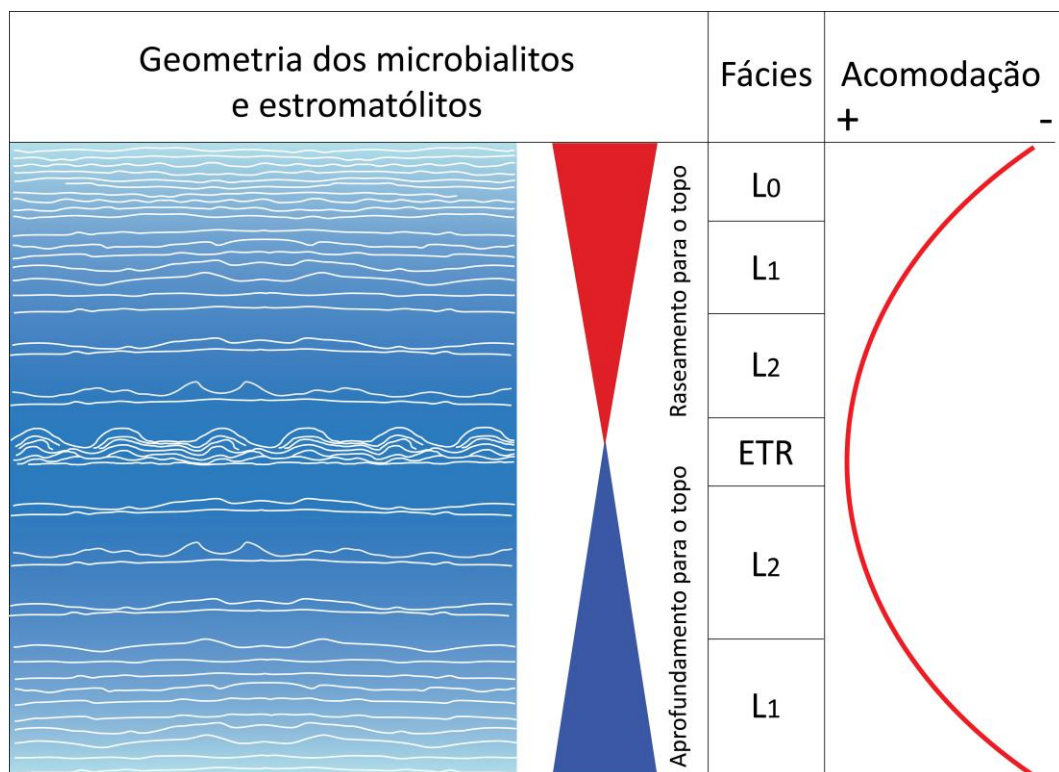 Geometria dos microbialitos
e estromatólitos
Fácies
Acomodação
+ -
Raseamento para o topo
Aprofundamento para o topo
L0
L1
L2
ETR
L2
L1